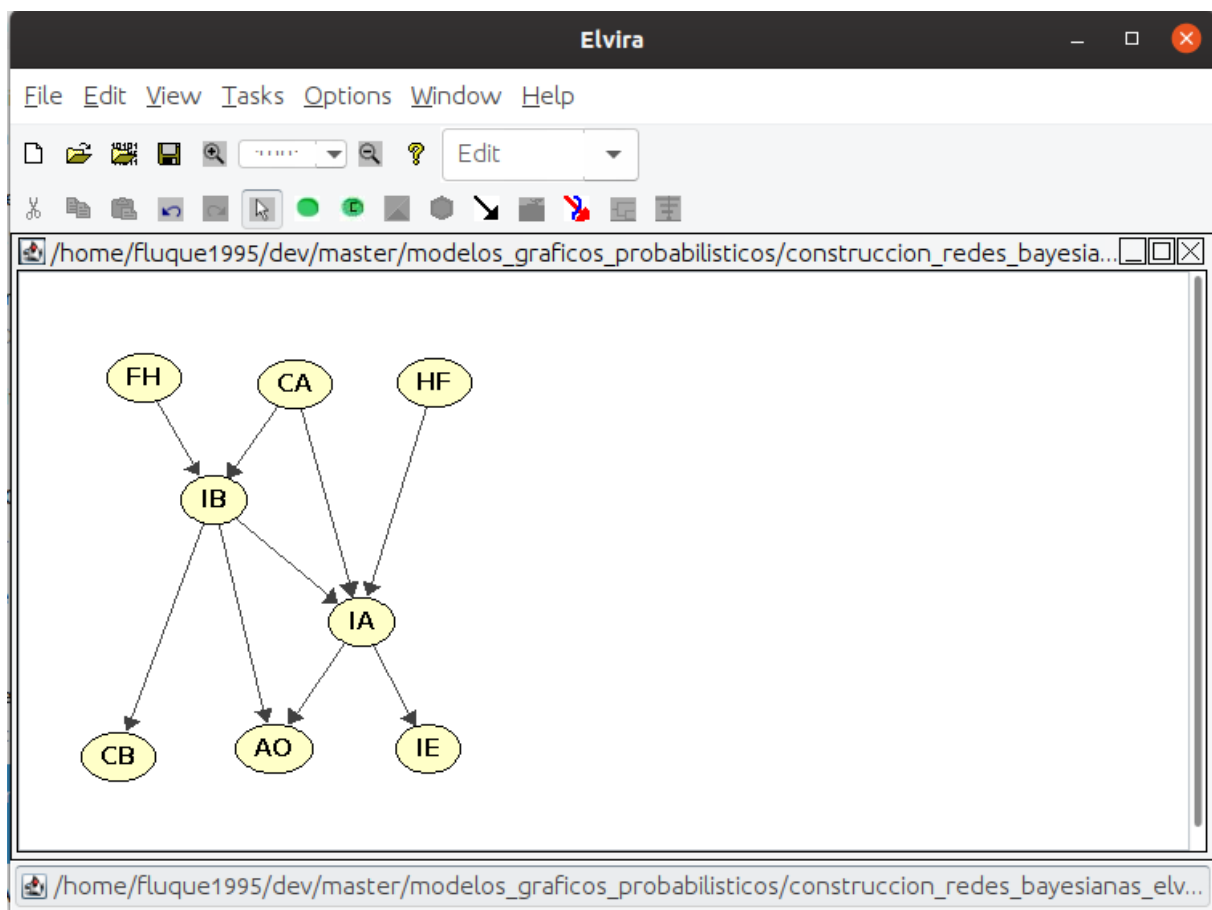 Elvira
File Edit View Tasks Options Window Help
Edit
/home/fluque1995/dev/master/modelos_graficos_probabilisticos/construccion_redes_bayesia...
FH CA HF
IB
IA
CB AO IE
/home/fluque1995/dev/master/modelos_graficos_probabilisticos/construccion_redes_bayesianas_elv...